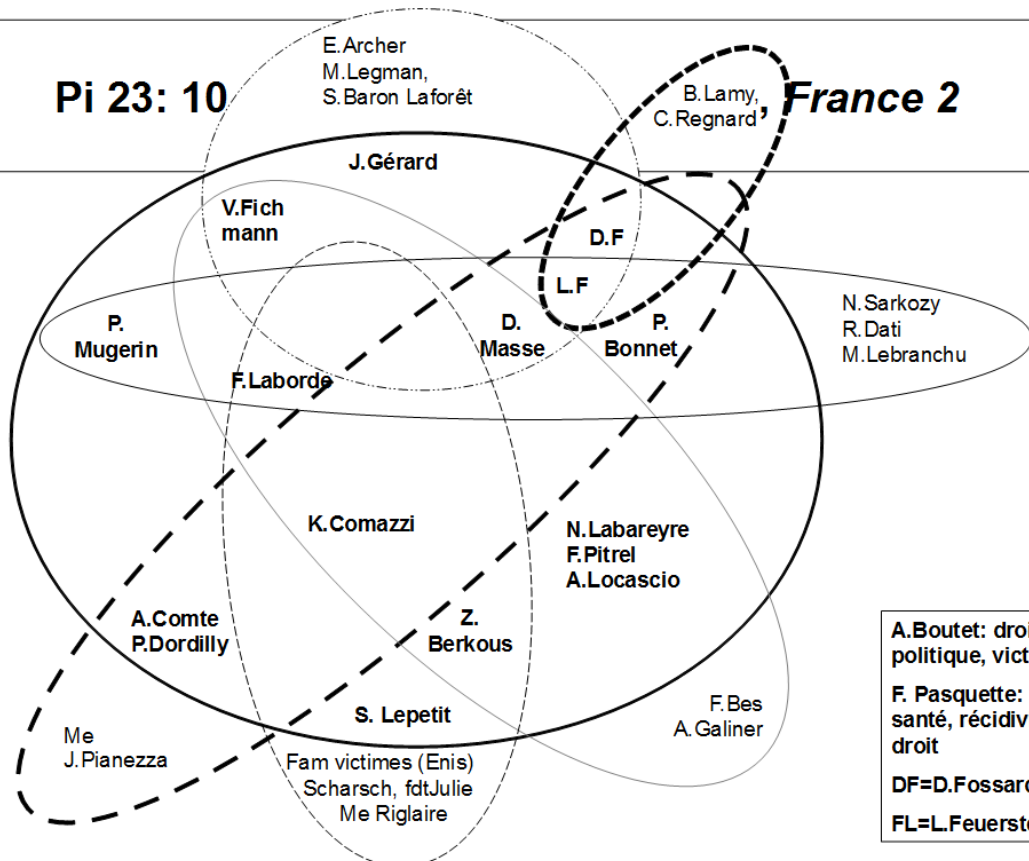 E.Archer
M.Legman,
S.Baron Laforêt
Pi 23: 10
B.Lamy,
C.Regnard
, France 2
J.Gérard
V.Fich
mann
D.F
L.F
P.
Mugerin
D.
Masse
P.
Bonnet
N.Sarkozy
R.Dati
M.Lebranchu
F.Laborde
K.Comazzi
N.Labareyre
F.Pitrel
A.Locascio
A.Comte
P.Dordilly
Z.
Berkous
A.Boutet: droi
politique, vict
F. Pasquette:
santé, récidiv
droit
DF=D.Fossard
FL=L.Feuerste
S. Lepetit
F.Bes
A.Galiner
Me
J.Pianezza
Fam victimes (Enis)
Scharsch, fdtJulie
Me Riglaire